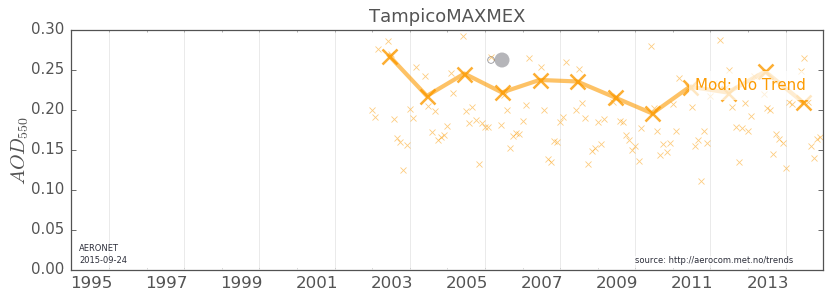 TampicoMAXMEX
0.30
0.25
0.20
0.15
0.10
0.05
0.00
AOD550
Mod: No Trend
AERONET
2015-09-24
source: http://aerocom.met.no/trends
1995 1997 1999 2001 2003 2005 2007 2009 2011 2013